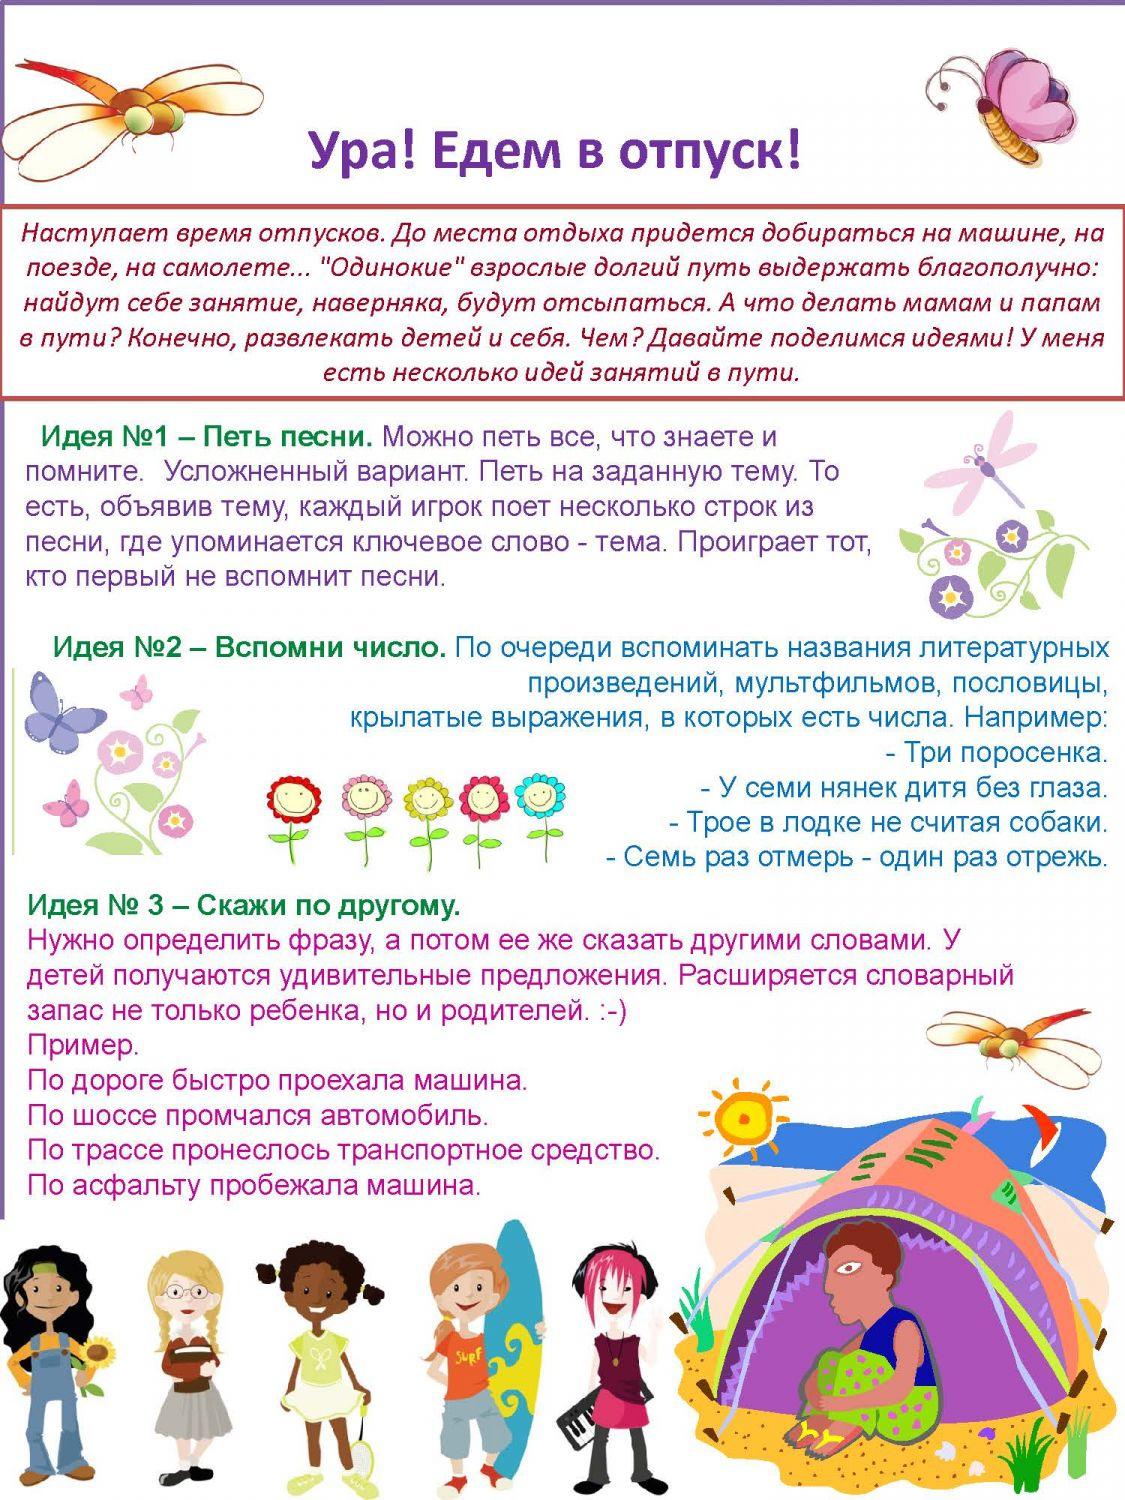 Ура! Едем в отпуск!
Наступает время отпусков. До места отдыха придется добираться на машине, на
поезде, на самолете... "Одинокие" взрослые долгий путь выдержать благополучно:
найдут себе занятие, наверняка, будут отсыпаться. А что делать мамам и папам
в пути? Конечно, развлекать детей и себя. Чем? Давайте поделимся идеями! У меня
есть несколько идей занятий в пути.
Идея №1 – Петь песни. Можно петь все, что знаете и
помните. Усложненный вариант. Петь на заданную тему. То
есть, объявив тему, каждый игрок поет несколько строк из
песни, где упоминается ключевое слово - тема. Проиграет тот,
кто первый не вспомнит песни.
Идея №2 – Вспомни число. По очереди вспоминать названия литературных
произведений, мультфильмов, пословицы,
крылатые выражения, в которых есть числа. Например:
- Три поросенка.
- У семи нянек дитя без глаза.
- Трое в лодке не считая собаки.
- Семь раз отмерь - один раз отрежь.
Идея № 3 – Скажи по другому.
Нужно определить фразу, а потом ее же сказать другими словами. У
детей получаются удивительные предложения. Расширяется словарный
запас не только ребенка, но и родителей. :-)
Пример.
По дороге быстро проехала машина.
По шоссе промчался автомобиль.
По трассе пронеслось транспортное средство.
По асфальту пробежала машина.
SURF